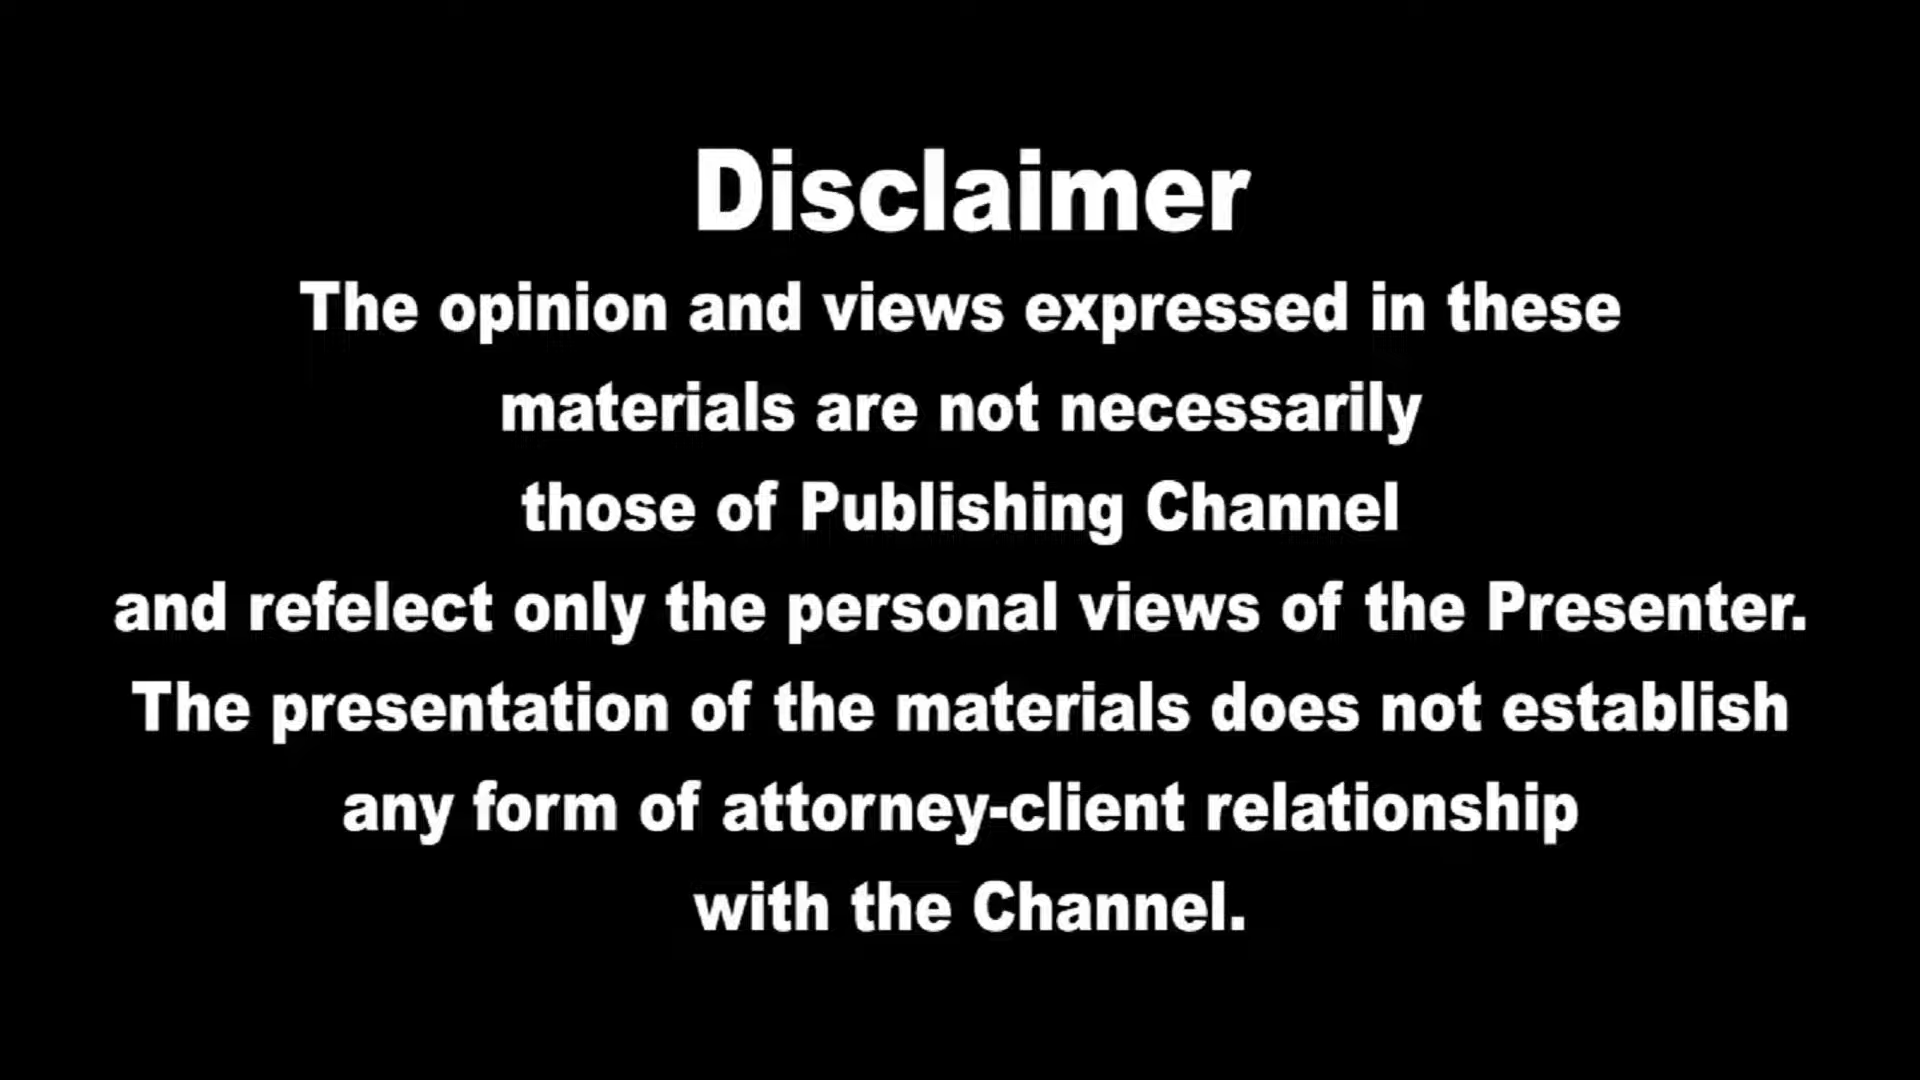 Disclaimer
The opinion and views expressed in these
materials are not necessarily
those of Publishing Channel
and refelect only the personal views of the Presenter.
The presentation of the materials does not establish
any form of attorney-client relationship
with the Channel.